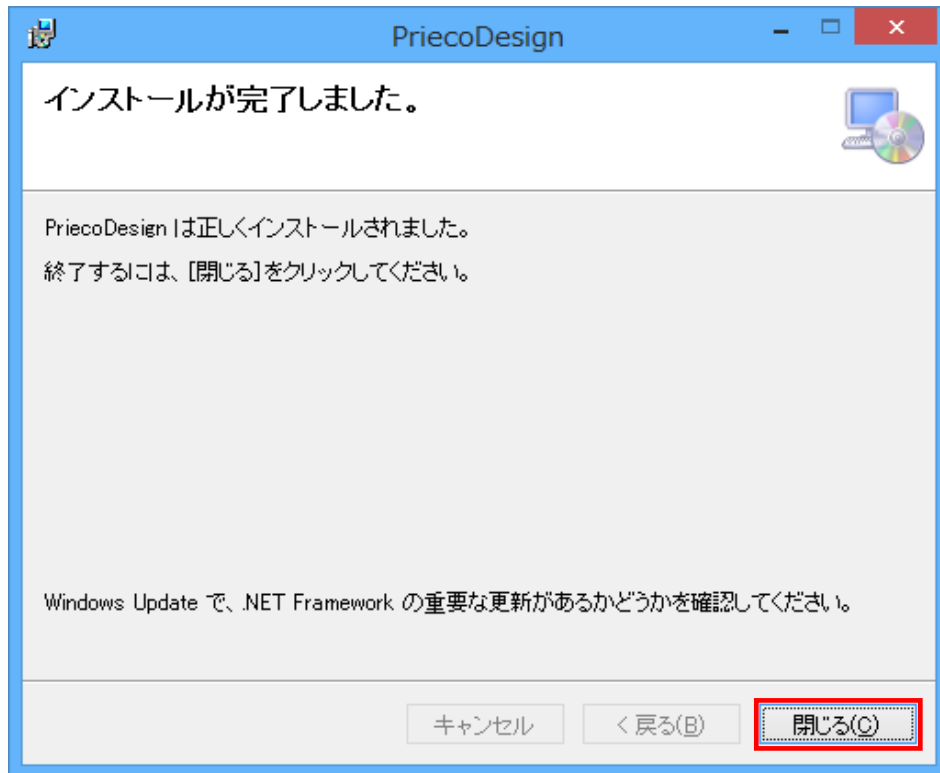 PriecoDesign
インストールが完了しました。
PriecoDesign は正しくインストールされました。
終了するには、[閉じる]をクリックしてください。
Windows Update で、.NET Framework の重要な更新があるかどうかを確認してください。
キャンセル
< 戻る(B)
閉じる(C)